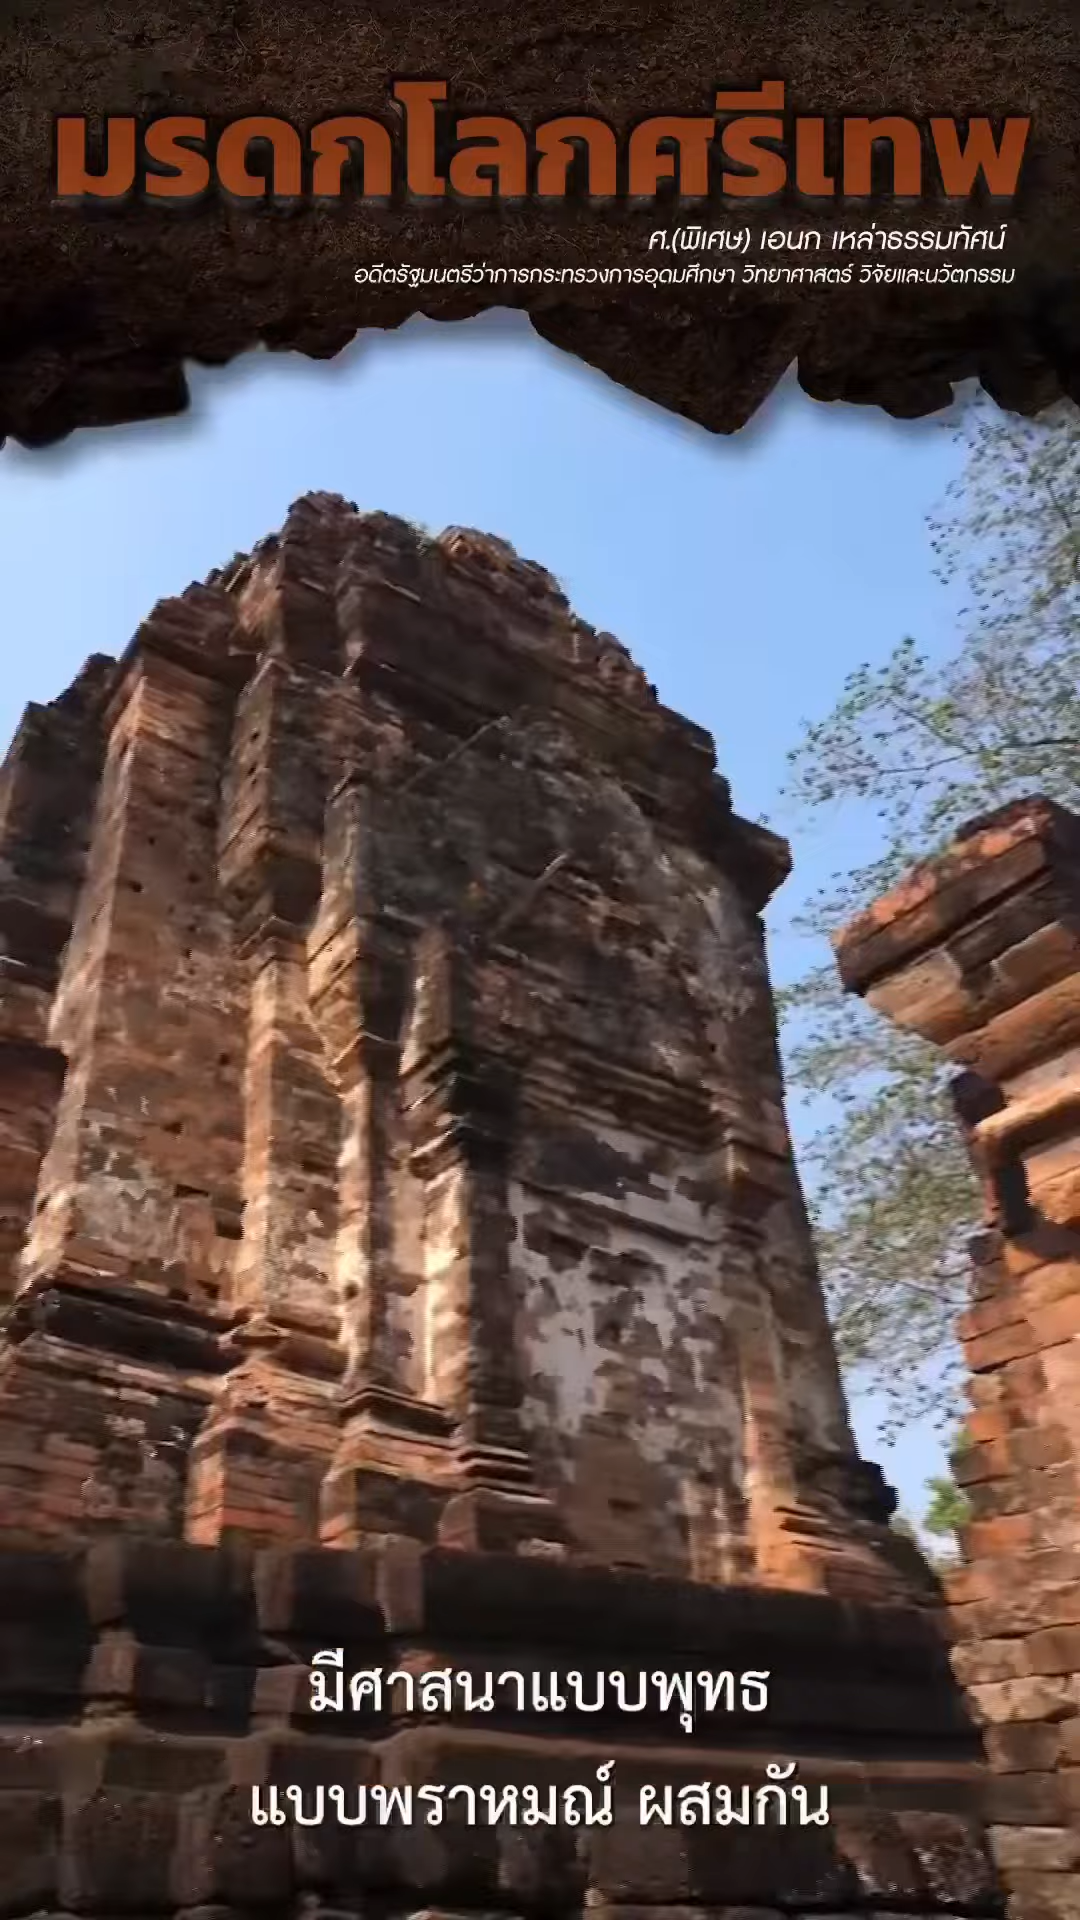 มรดกโลกศรีเทพ
ศ.(พิเศษ) เอนก เหล่าธรรมทัศน์
อดีตรัฐมนตรีว่าการกระทรวงการอุดมศึกษา วิทยาศาสตร์ วิจัยและนวัตกรรม
มีศาสนาแบบพุทธ
แบบพราหมณ์ ผสมกัน